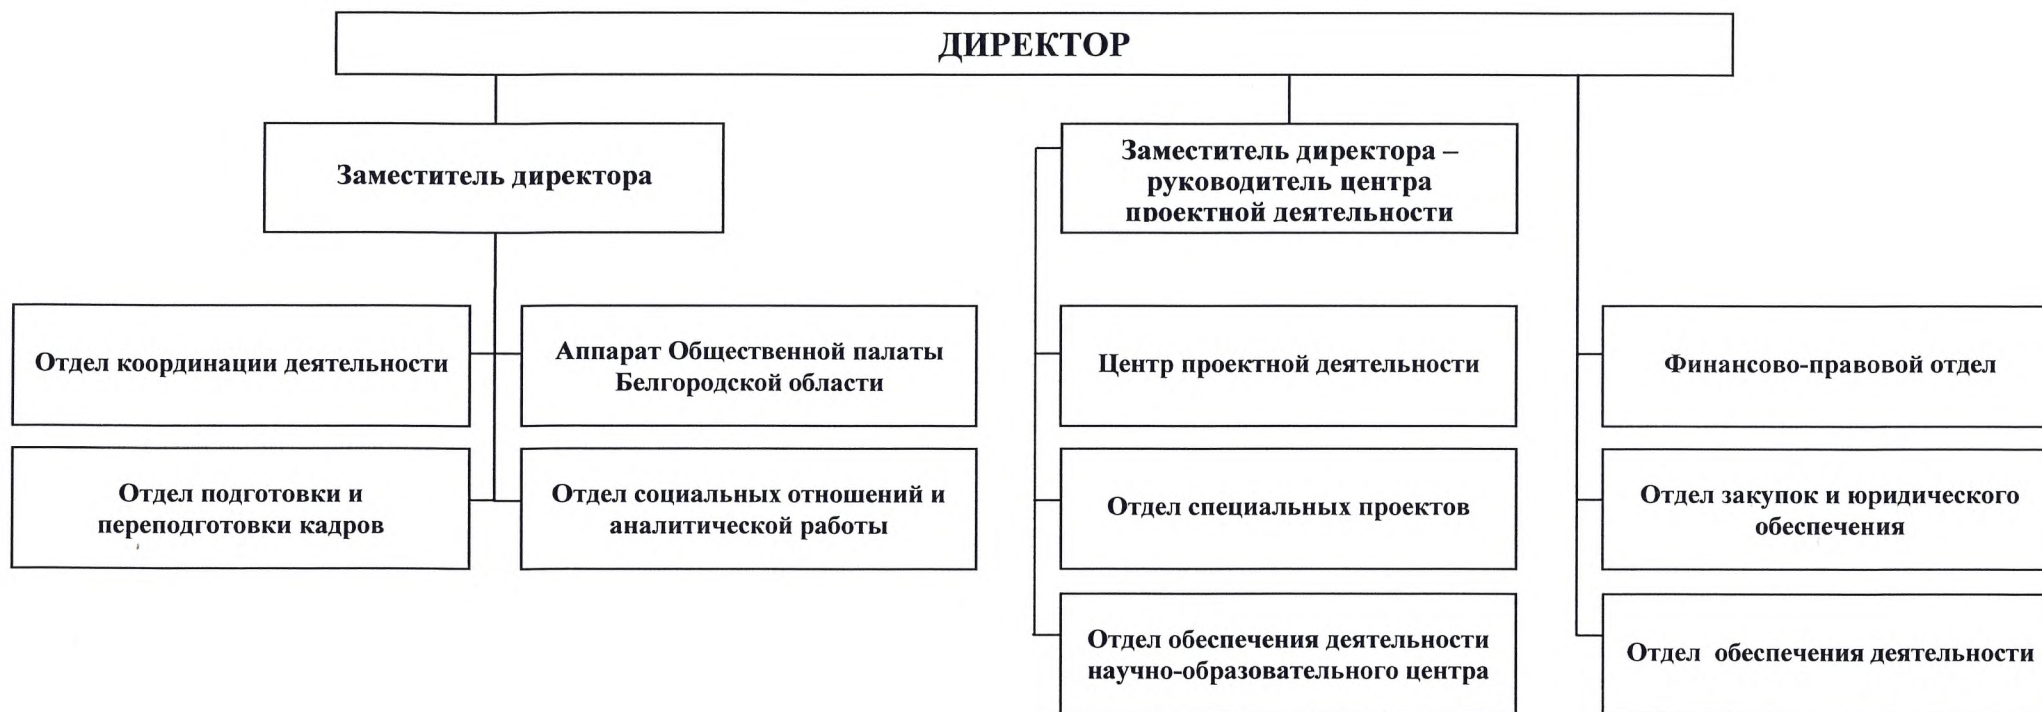 ДИРЕКТОР
Заместитель директора
Заместитель директора –
руководитель центра
проектной деятельности
Отдел координации деятельности
Аппарат Общественной палаты
Белгородской области
Центр проектной деятельности
Финансово-правовой отдел
Отдел подготовки и
переподготовки кадров
Отдел социальных отношений и
аналитической работы
Отдел специальных проектов
Отдел закупок и юридического
обеспечения
Отдел обеспечения деятельности
научно-образовательного центра
Отдел  обеспечения деятельности